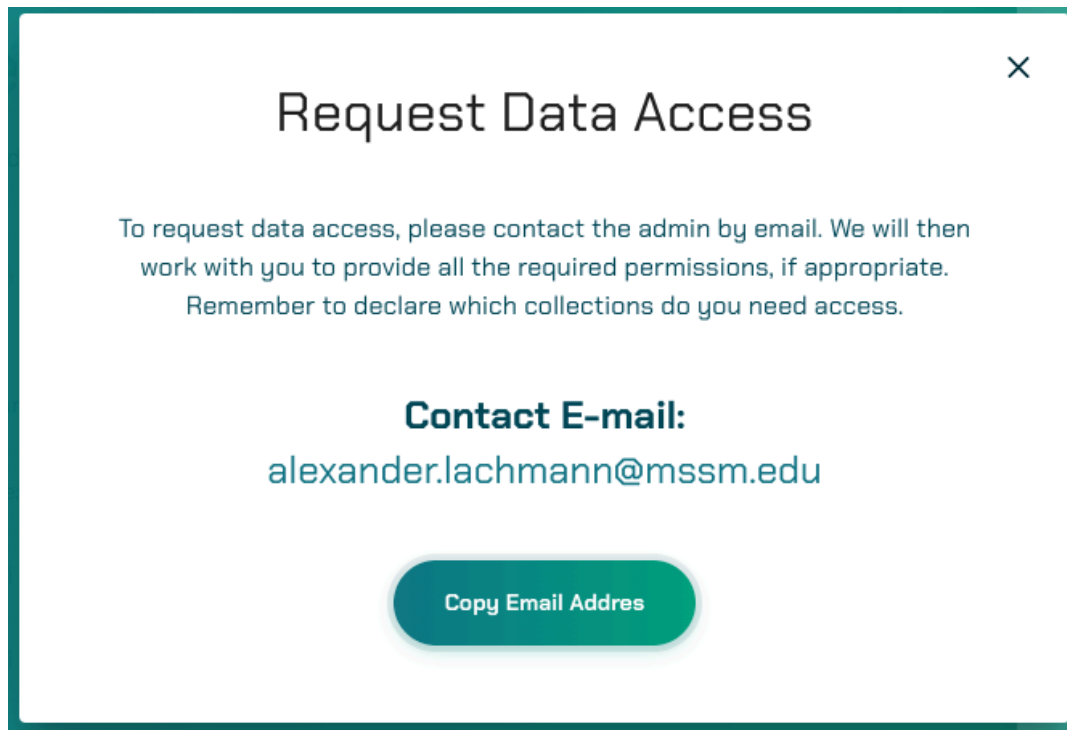 Request Data Access
To request data access, please contact the admin by email. We will then
work with you to provide all the required permissions, if appropriate.
Remember to declare which collections do you need access.
Contact E-mail:
alexander.lachmann@mssm.edu
Copy Email Addres